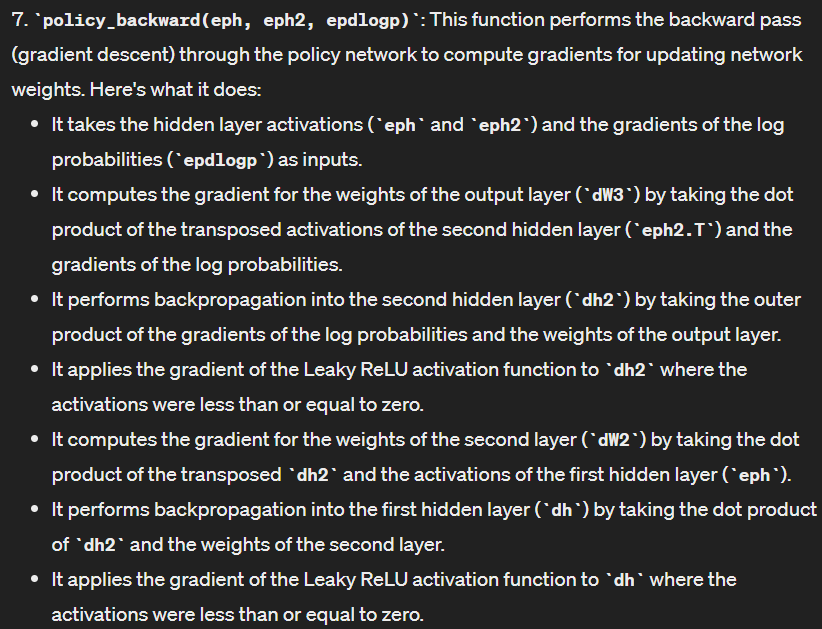 7. `policy_backward(eph, eph2, epdlogp)`: This function performs the backward pass
(gradient descent) through the policy network to compute gradients for updating network
weights. Here's what it does:
• It takes the hidden layer activations (`eph` and `eph2`) and the gradients of the log
probabilities (`epdlogp`) as inputs.
• It computes the gradient for the weights of the output layer (`dW3`) by taking the dot
product of the transposed activations of the second hidden layer (`eph2.T`) and the
gradients of the log probabilities.
• It performs backpropagation into the second hidden layer (`dh2`) by taking the outer
product of the gradients of the log probabilities and the weights of the output layer.
• It applies the gradient of the Leaky ReLU activation function to `dh2` where the
activations were less than or equal to zero.
• It computes the gradient for the weights of the second layer (`dW2`) by taking the dot
product of the transposed `dh2` and the activations of the first hidden layer (`eph`).
• It performs backpropagation into the first hidden layer (`dh`) by taking the dot product
of `dh2` and the weights of the second layer.
• It applies the gradient of the Leaky ReLU activation function to `dh` where the
activations were less than or equal to zero.